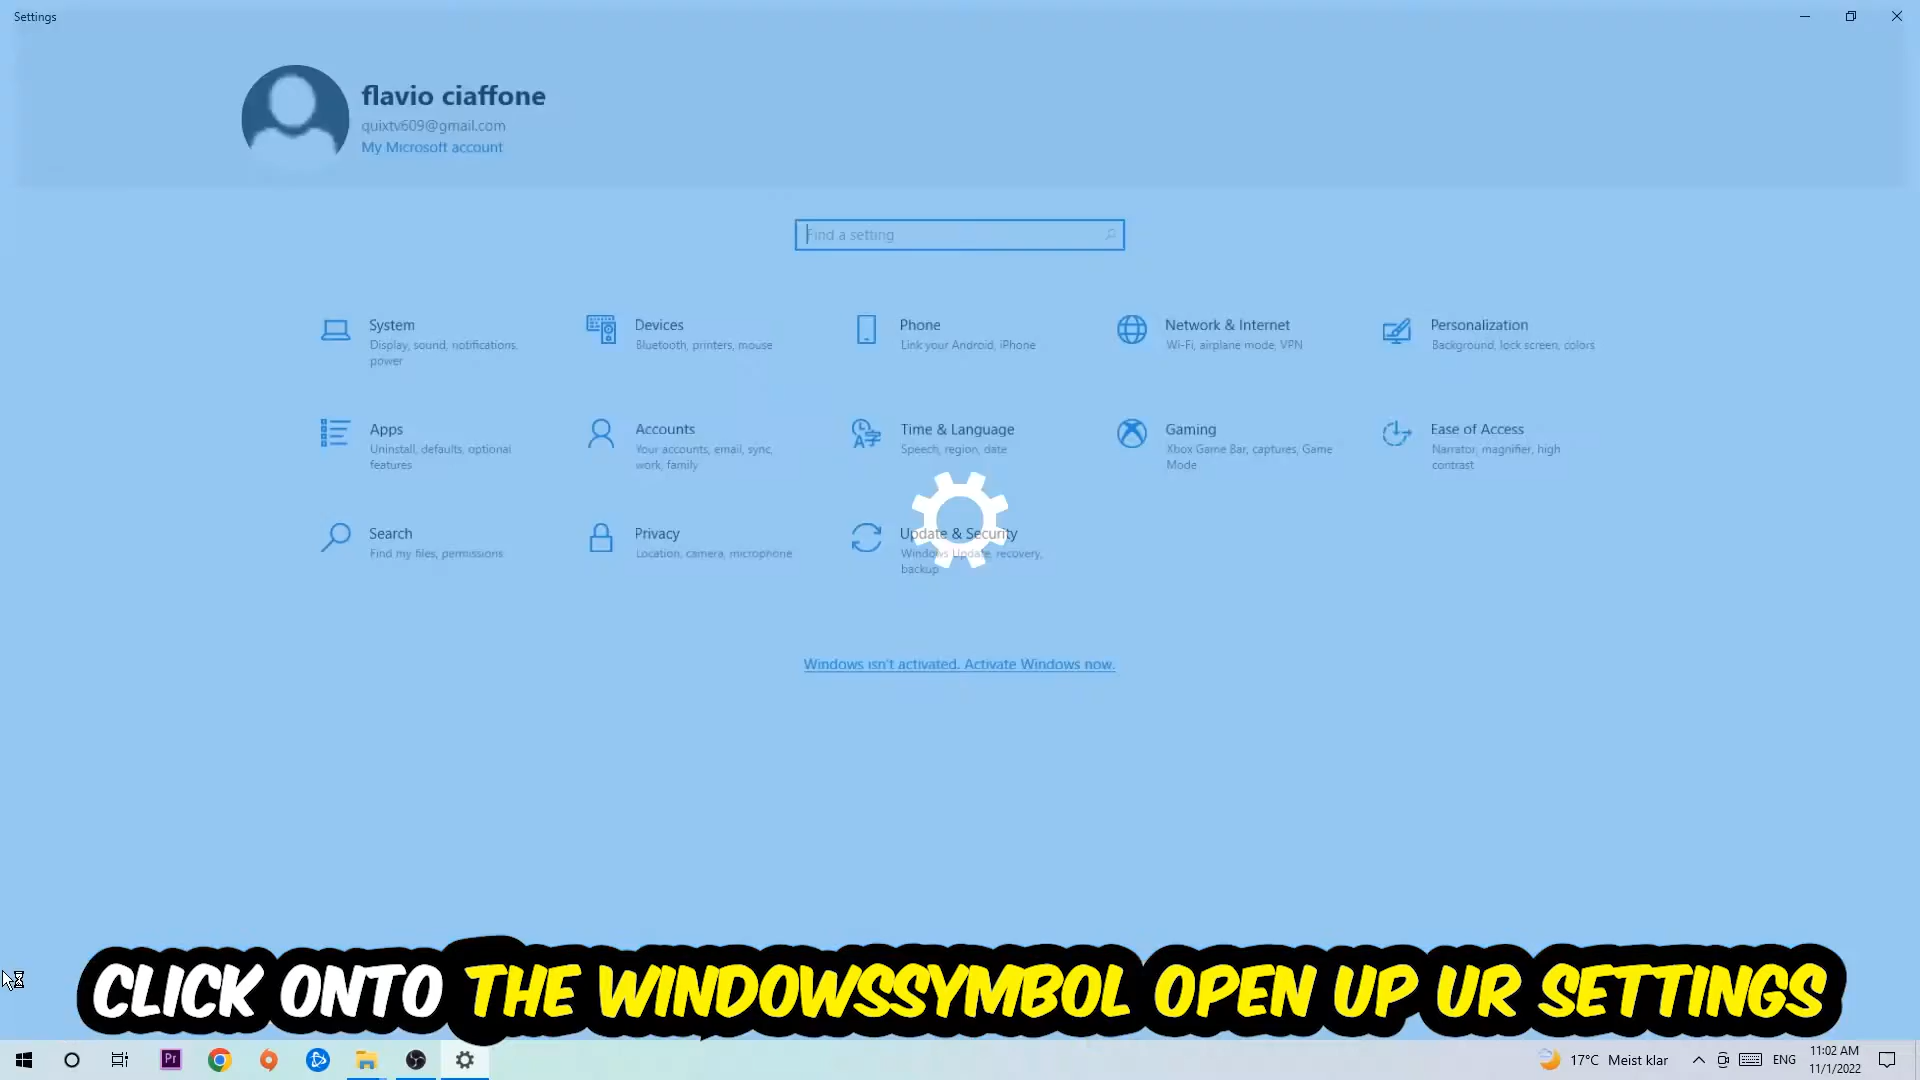 Settings
flavio ciaffone
quixtv609@gmail.com
My Microsoft account
Find a setting
System
Display, sound, notifications,
power
Devices
Bluetooth, printers, mouse
Phone
Link your Android, iPhone
Network & Internet
Wi-Fi, airplane mode, VPN
Personalization
Background, lock screen, colors
Apps
Uninstall, defaults, optional
features
Accounts
Your accounts, email, sync,
work, family
Time & Language
Speech, region, date
Gaming
Xbox Game Bar, captures, Game
Mode
Ease of Access
Narrator, magnifier, high
contrast
Search
Find my files, permissions
Privacy
Location, camera, microphone
Update & Security
Windows Update, recovery,
backup
Windows isn't activated. Activate Windows now.
CLICK ONTO THE WINDOWSSYMBOL OPEN UP UR SETTINGS
Pr
17°C Meist klar
ENG
11:02 AM
11/1/2022